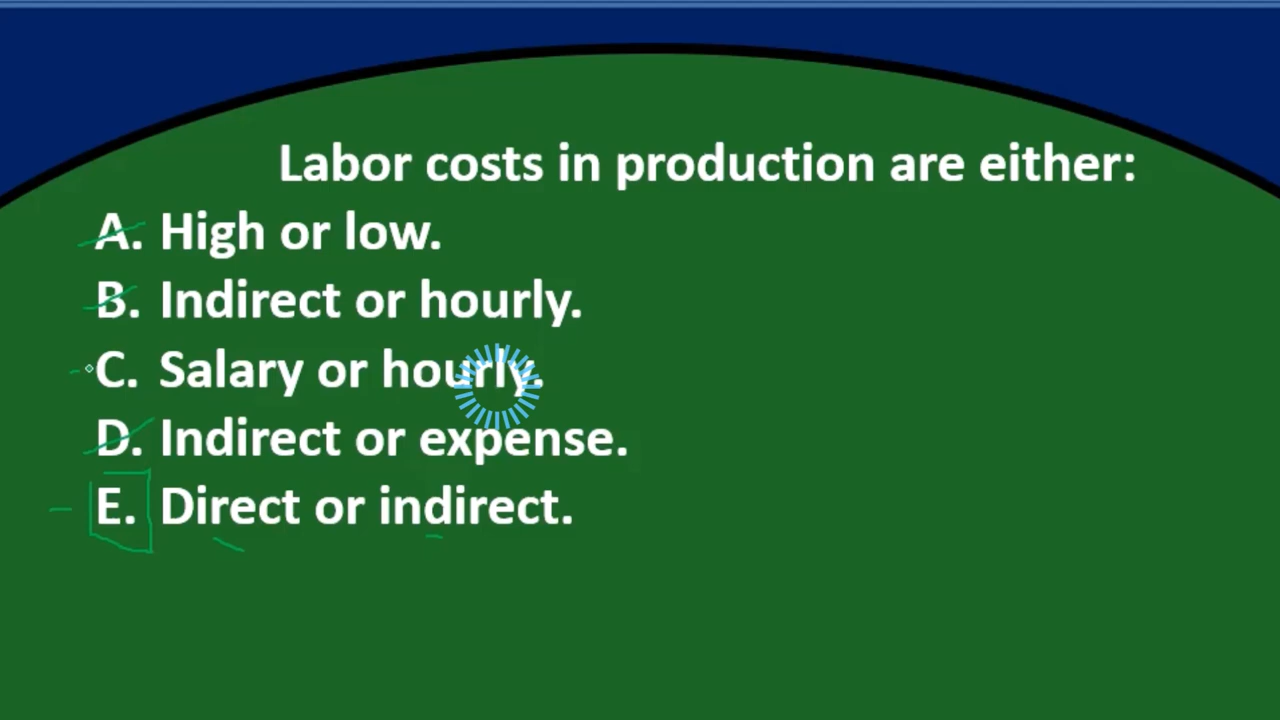 Labor costs in production are either:
A. High or low.
B. Indirect or hourly.
C. Salary or hourly.
D. Indirect or expense.
E. Direct or indirect.